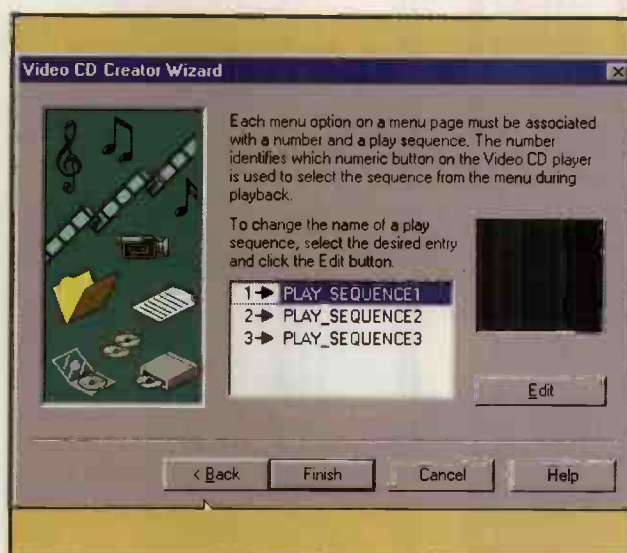 Video CD Creator Wizard
Each menu option on a menu page must be associated
with a number and a play sequence. The number
identifies which numeric button on the Video CD player
is used to select the sequence from the menu during
playback.
To change the name of a play
sequence, select the desired entry
and click the Edit button.
1 PLAY_SEQUENCE1
2 PLAY_SEQUENCE2
3 PLAY_SEQUENCE3
Edit
< Back
Finish
Cancel
Help